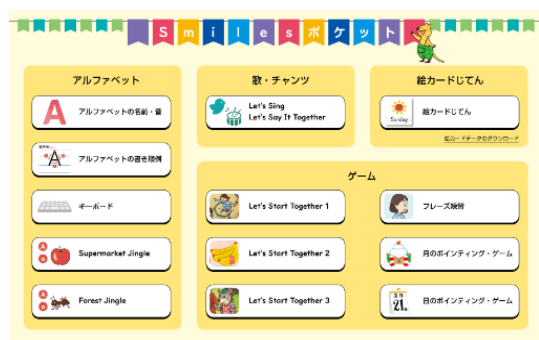 Smilesポケット
アルファベット
アルファベットの名前・音
アルファベットの書き順例
キーボード
Supermarket Jingle
Forest Jingle
歌・チャンツ
Let's Sing
Let's Say It Together
絵カードじてん
Sunday
絵カードじてん
絵カードデータのダウンロード
ゲーム
Let's Start Together 1
Let's Start Together 2
Let's Start Together 3
フレーズ練習
月のポインティング・ゲーム
日のポインティング・ゲーム
21